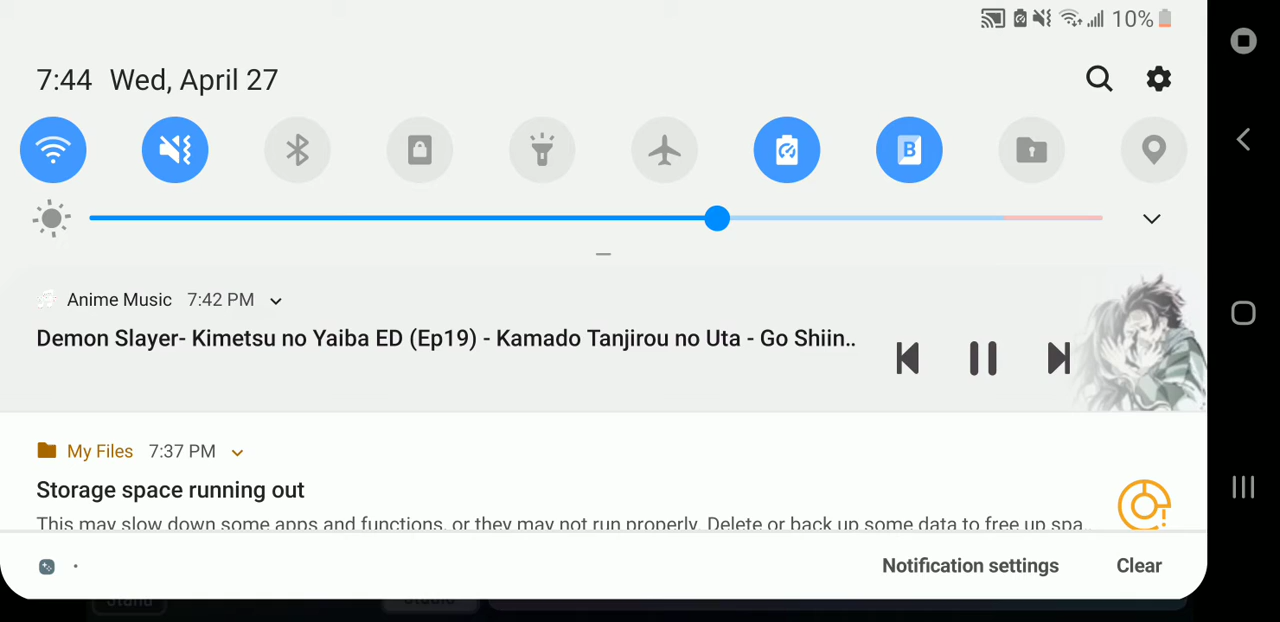 10%
7:44 Wed, April 27
B
Anime Music 7:42 PM
Demon Slayer- Kimetsu no Yaiba ED (Ep19) - Kamado Tanjirou no Uta - Go Shiin..
My Files 7:37 PM
Storage space running out
This may slow down some apps and functions, or they may not run properly. Delete or back up some data to free up spa..
Notification settings Clear